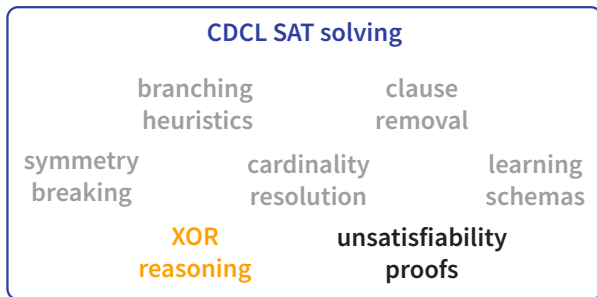 CDCL SAT solving
branching heuristics
clause removal
symmetry breaking
cardinality resolution
learning schemas
XOR reasoning
unsatisfiability proofs